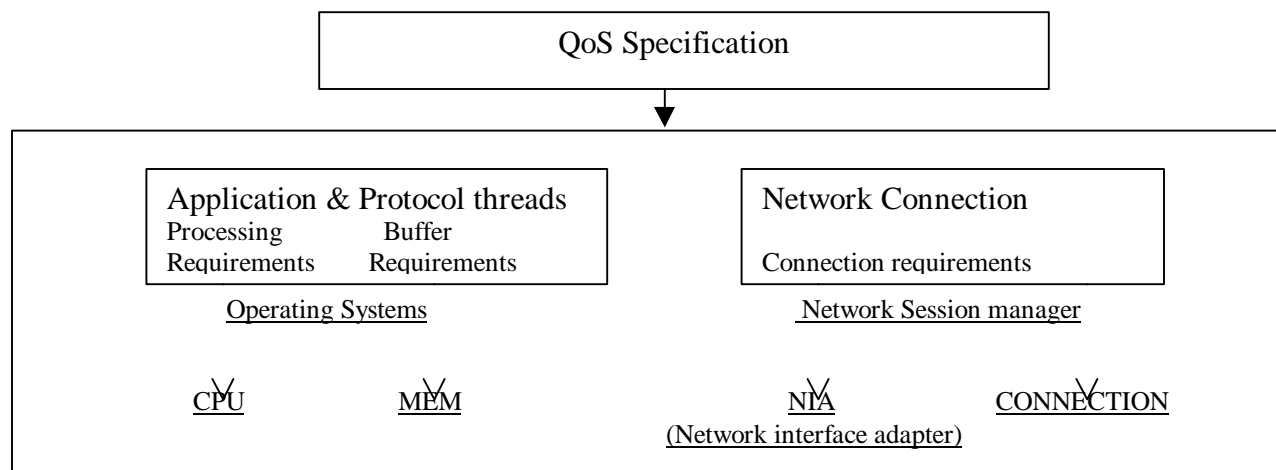 QoS Specification
Application & Protocol threads
Processing Buffer
Requirements Requirements
Network Connection
Connection requirements
Operating Systems
Network Session manager
CPU
MEM
NIA
CONNECTION
(Network interface adapter)